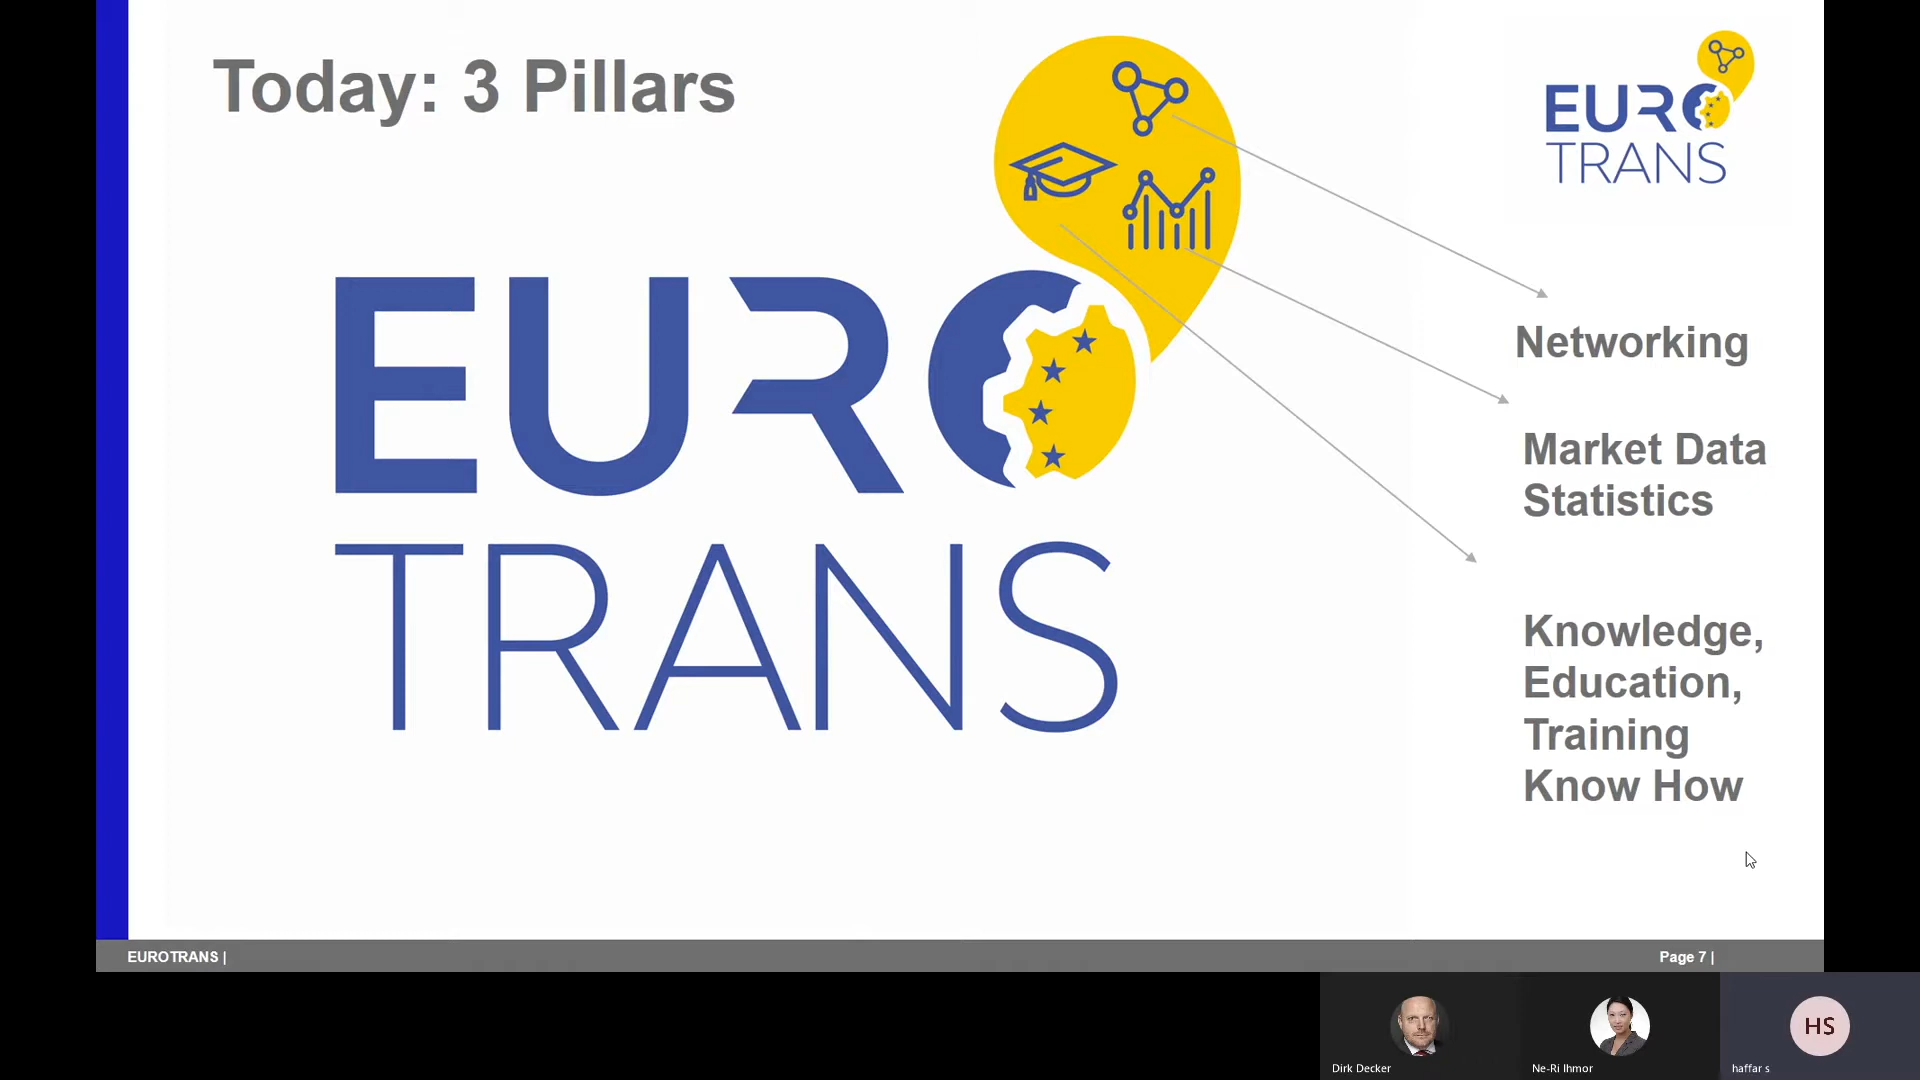 Today: 3 Pillars
EURO
TRANS
EURO
TRANS
Networking
Market Data
Statistics
Knowledge,
Education,
Training
Know How
EUROTRANS |
Page 7 |
HS
Dirk Decker
Ne-Ri Ihmor
haffar s